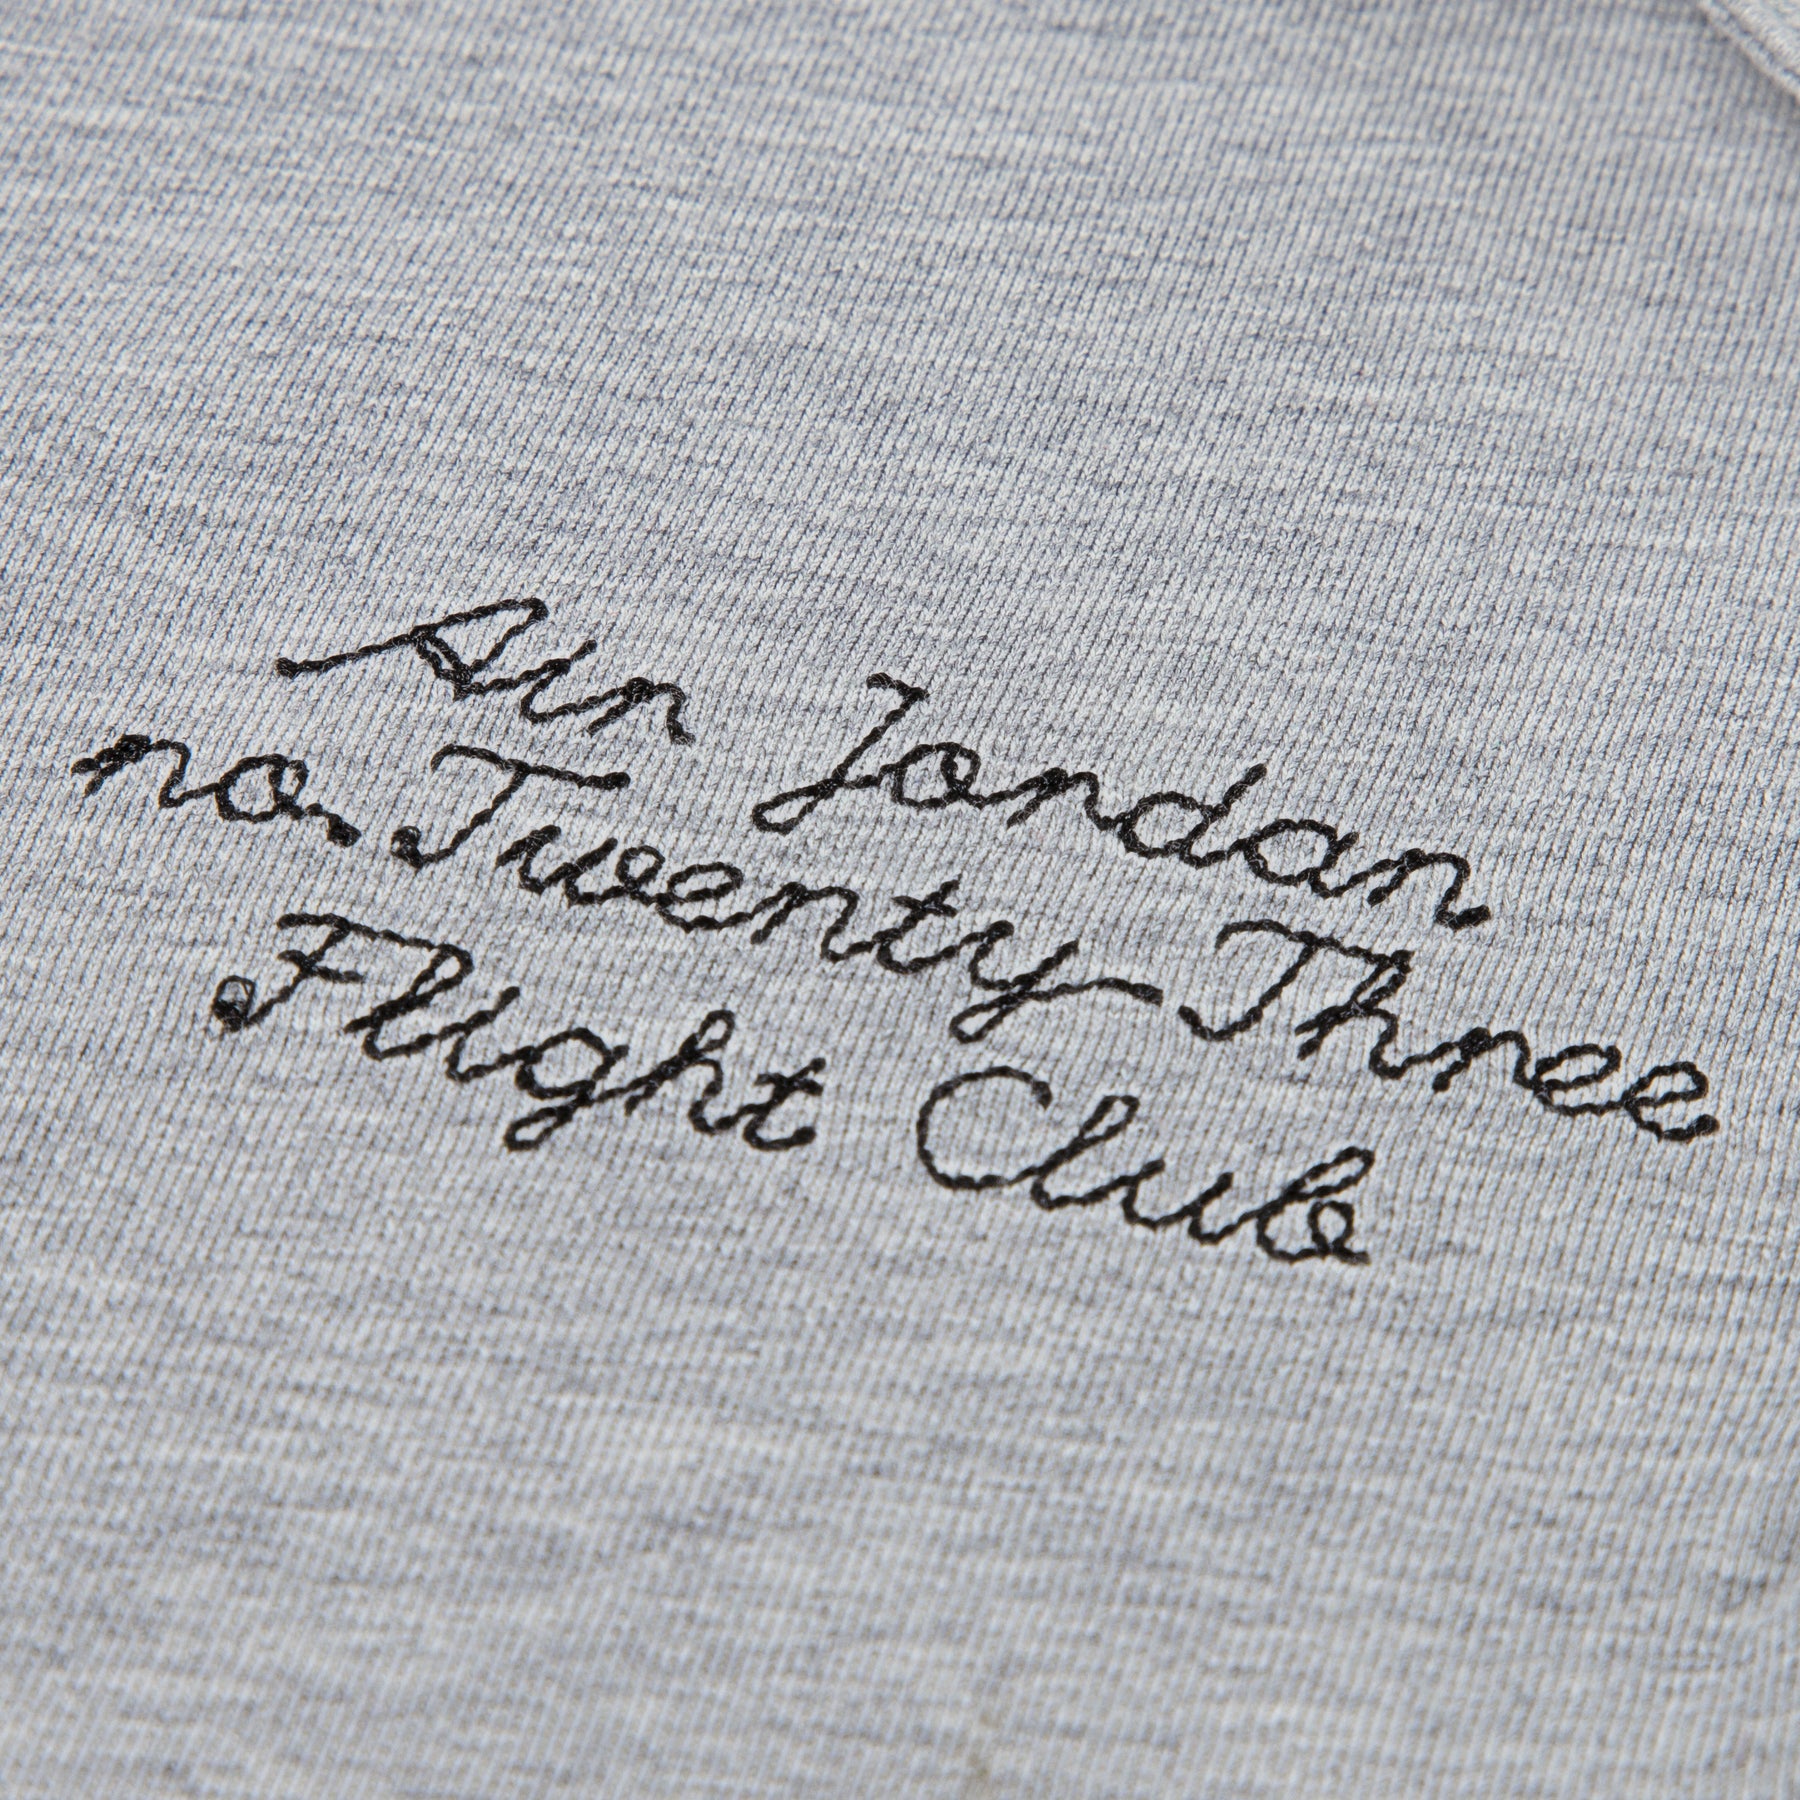 Air Jordan
no. Twenty Three
Flight Club